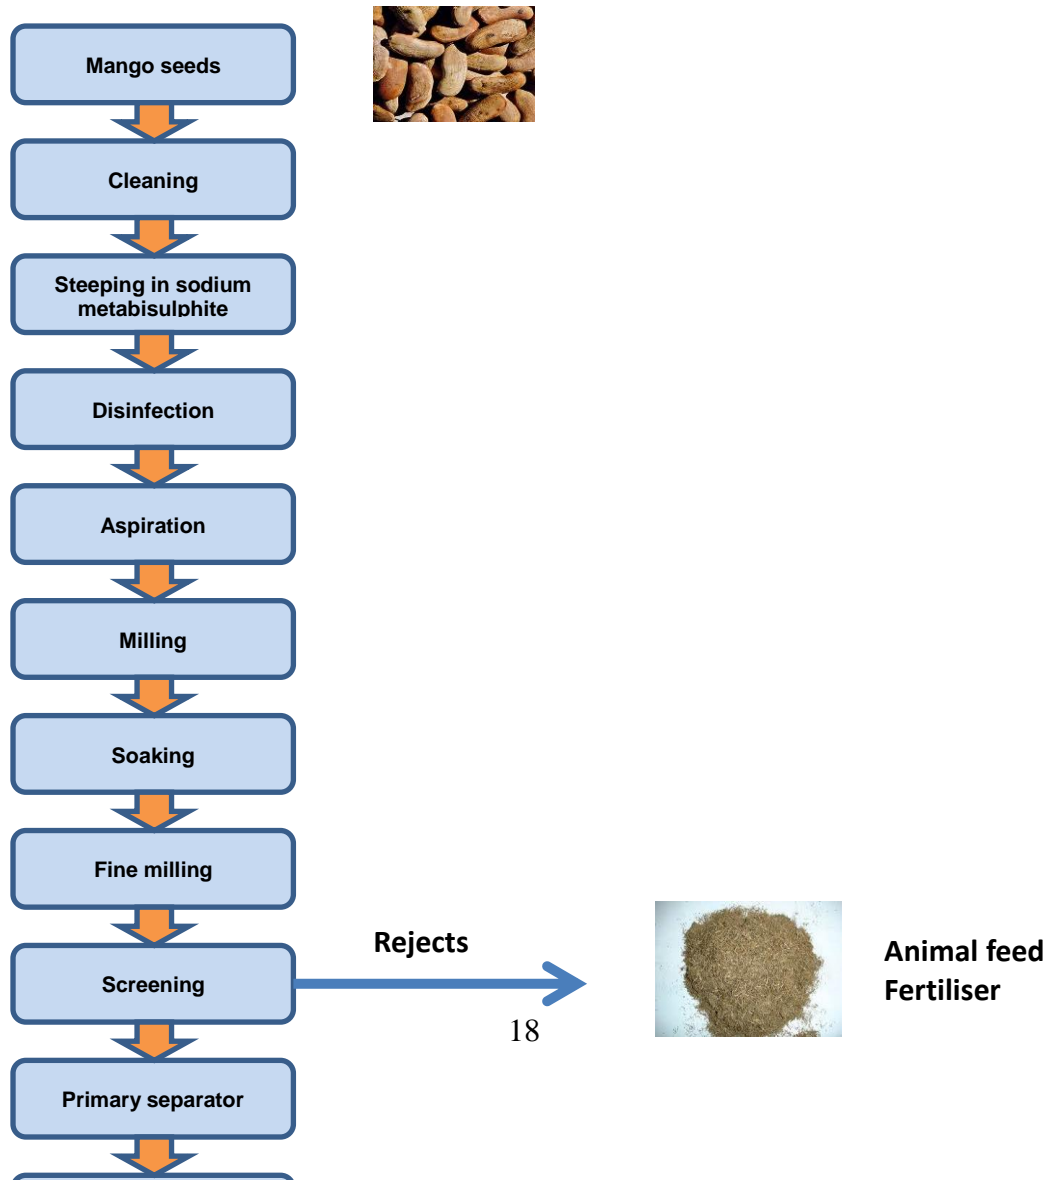 Mango seeds
Cleaning
Steeping in sodium
metabisulphite
Disinfection
Aspiration
Milling
Soaking
Fine milling
Screening
Rejects
Animal feed
Fertiliser
18
Primary separator